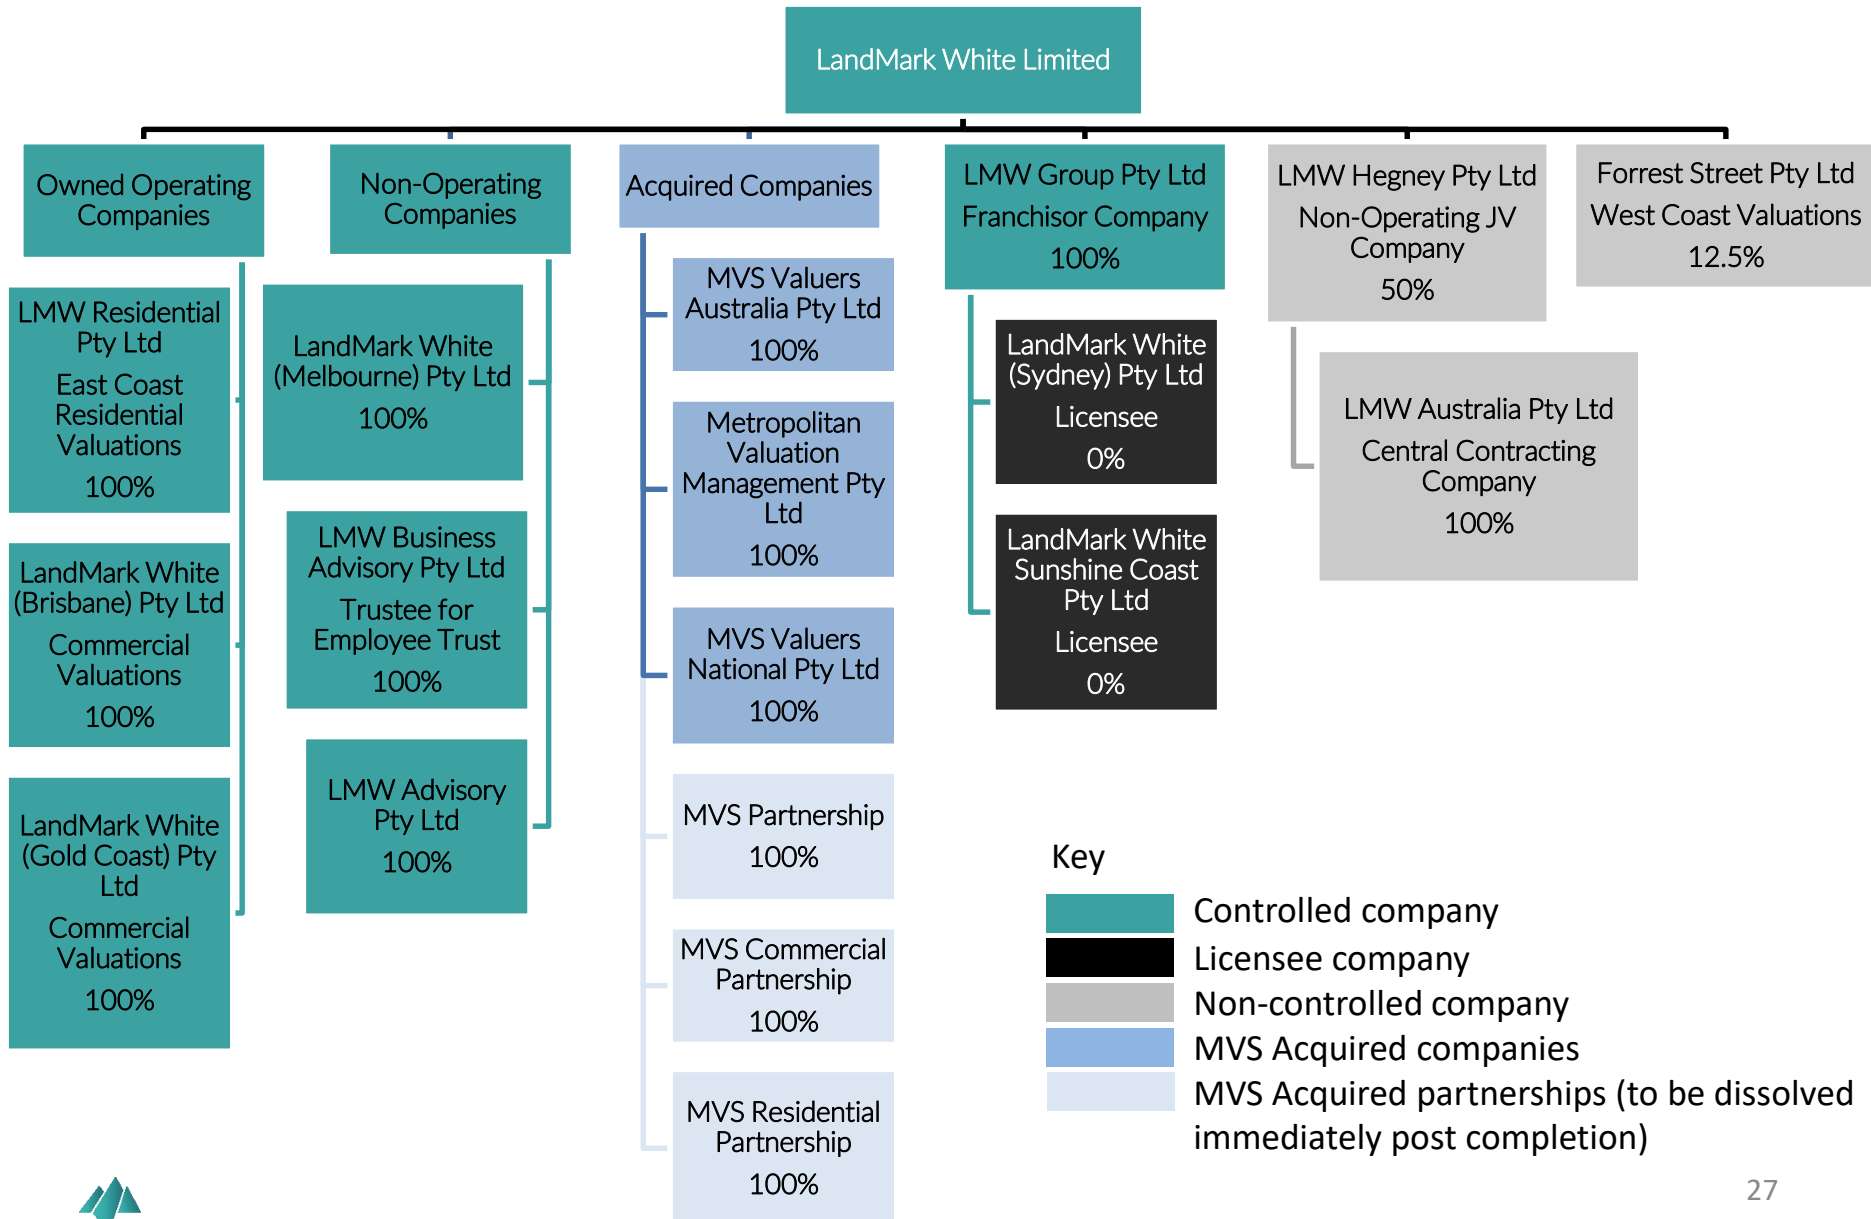 LandMark White Limited
Owned Operating
Companies
LMW Residential
Pty Ltd
East Coast
Residential
Valuations
100%
LandMark White
(Brisbane) Pty Ltd
Commercial
Valuations
100%
LandMark White
(Gold Coast) Pty
Ltd
Commercial
Valuations
100%
Non-Operating
Companies
LandMark White
(Melbourne) Pty Ltd
100%
LMW Business
Advisory Pty Ltd
Trustee for
Employee Trust
100%
LMW Advisory
Pty Ltd
100%
Acquired Companies
MVS Valuers
Australia Pty Ltd
100%
Metropolitan
Valuation
Management Pty
Ltd
100%
MVS Valuers
National Pty Ltd
100%
MVS Partnership
100%
MVS Commercial
Partnership
100%
MVS Residential
Partnership
100%
LMW Group Pty Ltd
Franchisor Company
100%
LandMark White
(Sydney) Pty Ltd
Licensee
0%
LandMark White
Sunshine Coast
Pty Ltd
Licensee
0%
LMW Hegney Pty Ltd
Non-Operating JV
Company
50%
LMW Australia Pty Ltd
Central Contracting
Company
100%
Forrest Street Pty Ltd
West Coast Valuations
12.5%
Key
Controlled company
Licensee company
Non-controlled company
MVS Acquired companies
MVS Acquired partnerships (to be dissolved
immediately post completion)
27